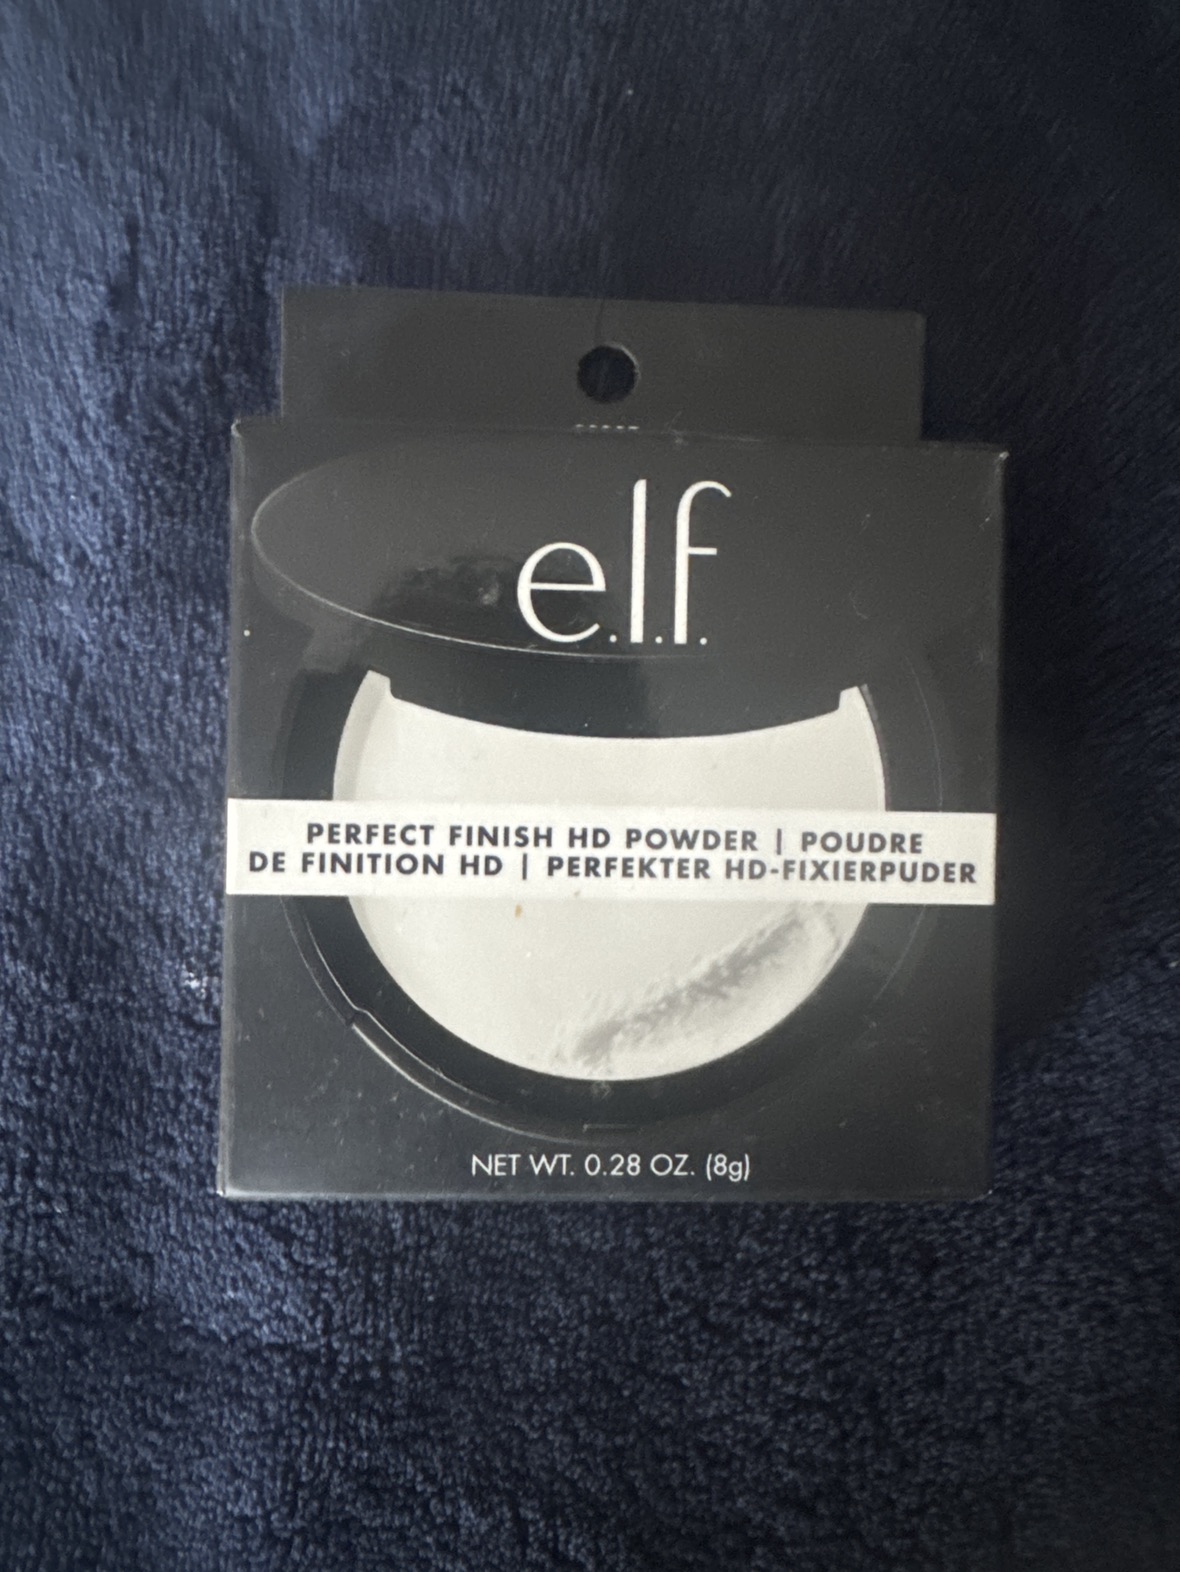 e.l.f.
PERFECT FINISH HD POWDER | POUDRE
DE FINITION HD | PERFEKTER HD-FIXIERPUDER
NET WT. 0.28 OZ. (8g)